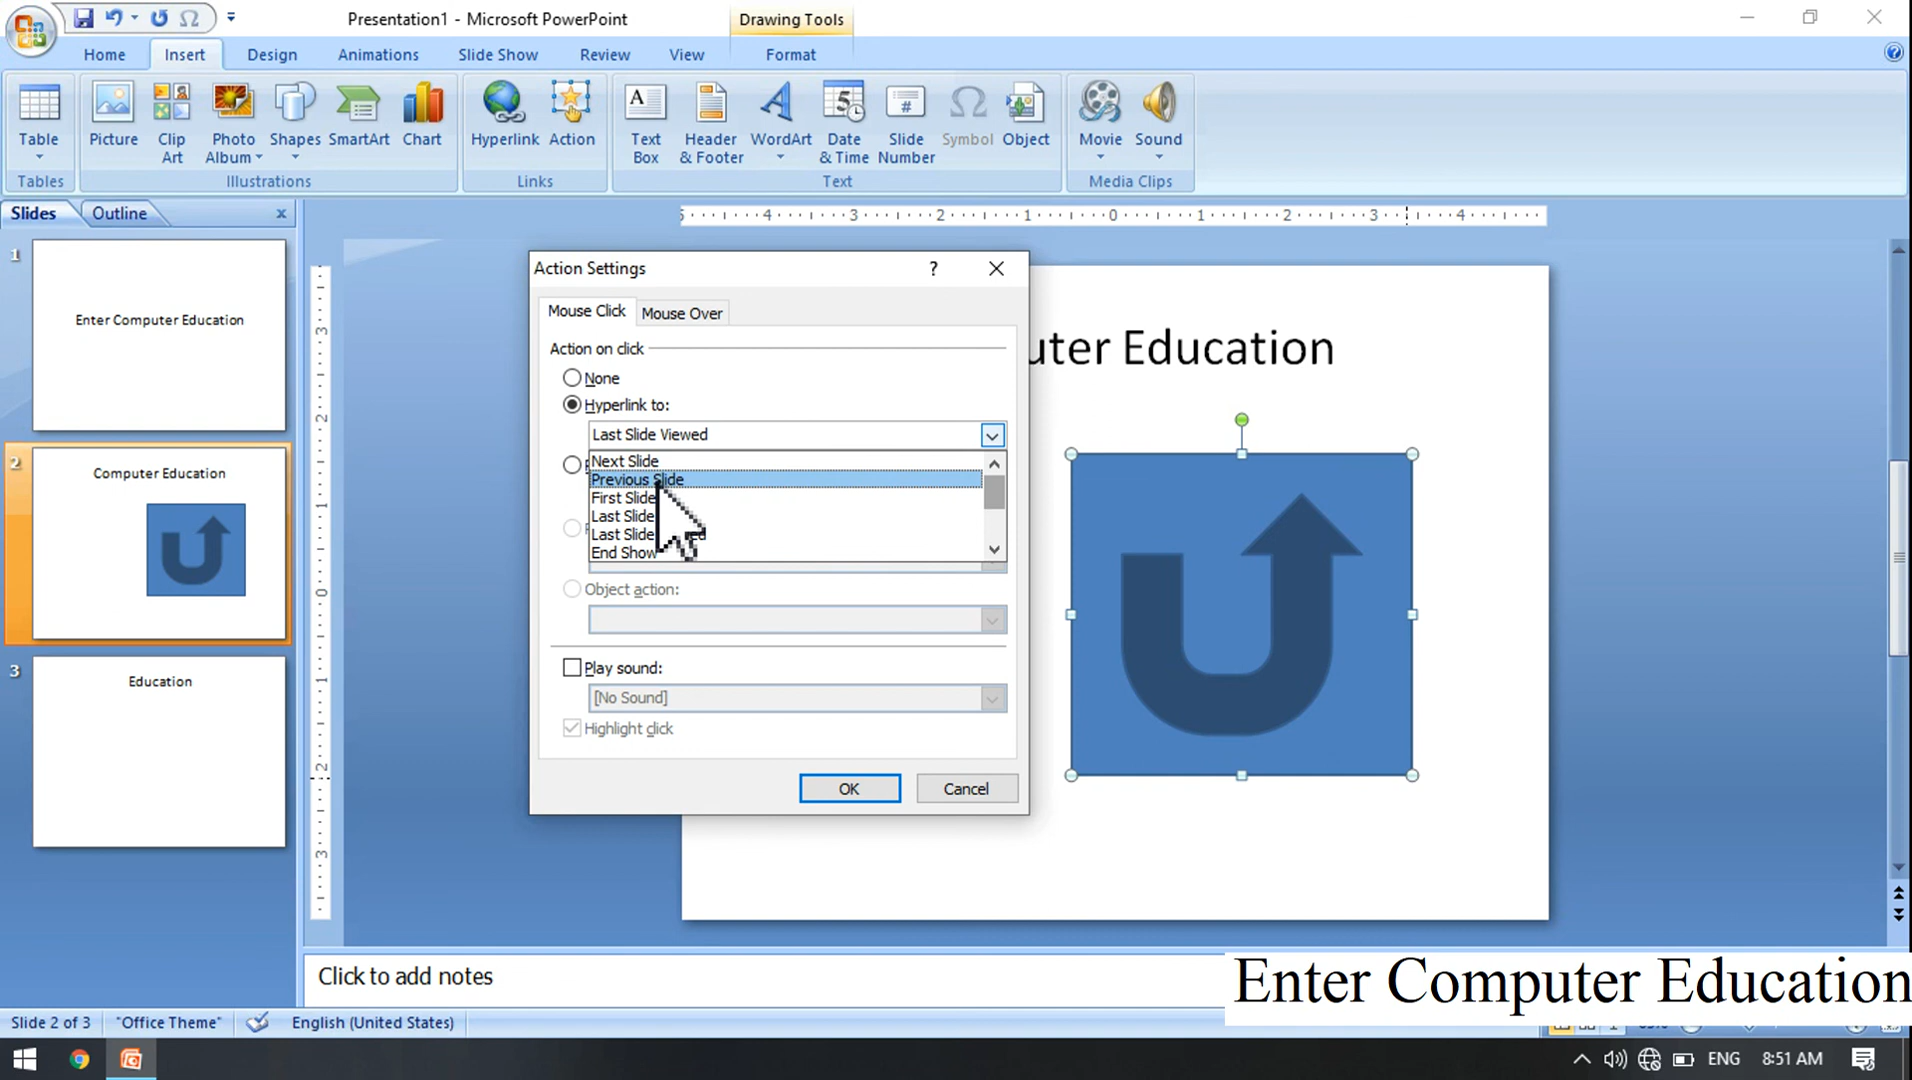 Presentation1 - Microsoft PowerPoint
Drawing Tools
Home Insert Design Animations Slide Show Review View Format
Table
Picture
Clip Art
Photo Album
Shapes
SmartArt
Chart
Hyperlink
Action
Text Box
Header & Footer
WordArt
Date & Time
Slide Number
Symbol
Object
Movie
Sound
Tables
Illustrations
Links
Text
Media Clips
Slides
Outline
1
Enter Computer Education
2
Computer Education
3
Education
Action Settings
?
Mouse Click
Mouse Over
Action on click
None
Hyperlink to:
Last Slide Viewed
Next Slide
Previous Slide
First Slide
Last Slide
Last Slide
End Show
Object action:
Play sound:
[No Sound]
Highlight click
OK
Cancel
Education
Click to add notes
Enter Computer Education
Slide 2 of 3
"Office Theme"
English (United States)
ENG
8:51 AM